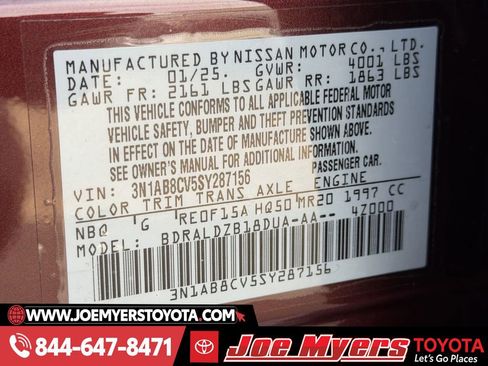 MANUFACTURED BY NISSAN MOTOR CO., LTD.
DATE: 01/25. GVWR: 4001 LBS
GAWR FR: 2161 LBS GAWR RR: 1863 LBS
THIS VEHICLE CONFORMS TO ALL APPLICABLE FEDERAL MOTOR
VEHICLE SAFETY, BUMPER AND THEFT PREVENTION STANDARDS
IN EFFECT ON THE DATE OF MANUFACTURE SHOWN ABOVE.
SEE OWNER'S MANUAL FOR ADDITIONAL INFORMATION
VIN: 3N1AB8CV5SY287156 PASSENGER CAR.
COLOR TRIM TRANS AXLE ENGINE
NBQ G RE0F15A HQ50 MR20 1997 CC
MODEL: BDRALDZB18DUA-AA-- 4Z000
3N1AB8CV5SY287156
WWW.JOEMYERSTOYOTA.COM
844-647-8471
Joe Myers TOYOTA
Let's Go Places